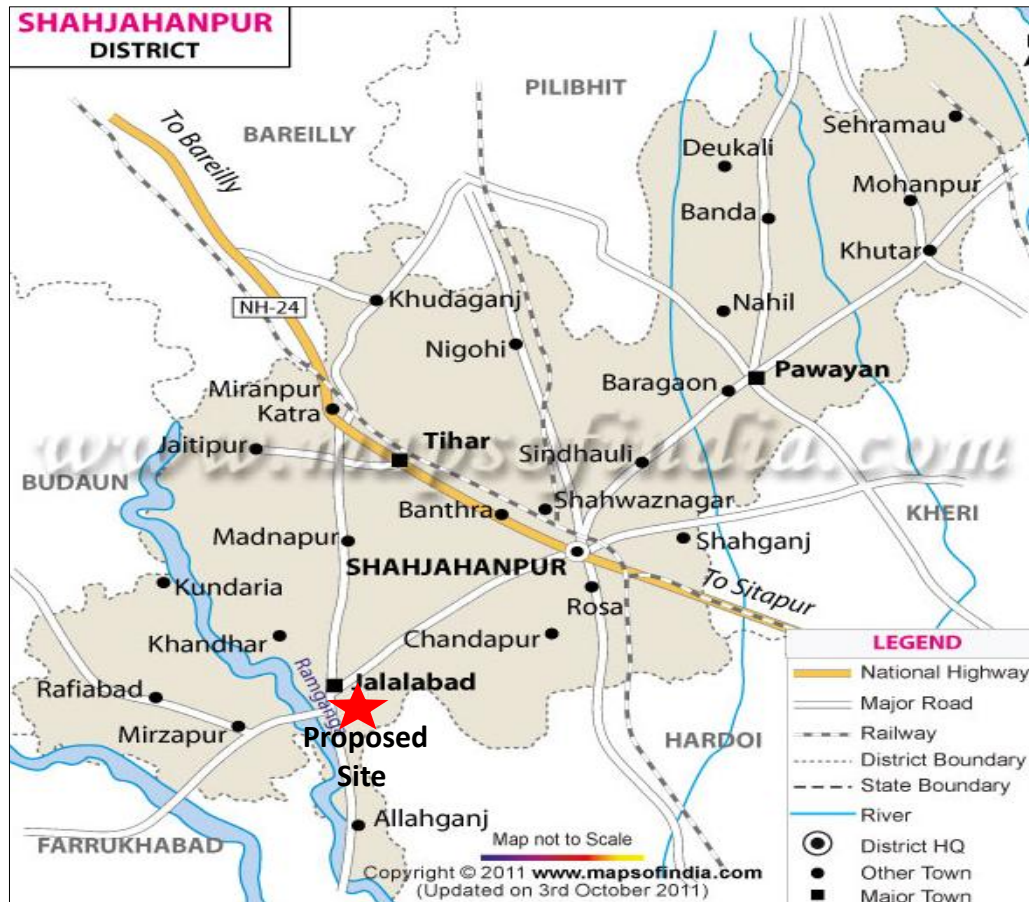 SHAHJAHANPUR
DISTRICT
PILIBHIT
BAREILLY
To Bareilly
Sehramau
Deukali
Mohanpur
Banda
Khutar
Khudaganj
NH-24
Nahil
Nigohi
Pawayan
Baragaon
Miranpur
Katra
Tihar
Jaitipur
Sindhauli
www.mapsofindia.com
BUDAUN
Shahwaznagar
Banthra
KHERI
Madnapur
Shahganj
SHAHJAHANPUR
Kundaria
Rosa
To Sitapur
Khandhar
Chandapur
LEGEND
National Highway
Jalalabad
Rafiabad
Major Road
Mirzapur
Proposed
Site
HARDOI
Railway
District Boundary
State Boundary
River
Allahganj
FARRUKHABAD
Map not to Scale
District HQ
Copyright © 2011 www.mapsofindia.com
(Updated on 3rd October 2011)
Other Town
Major Town